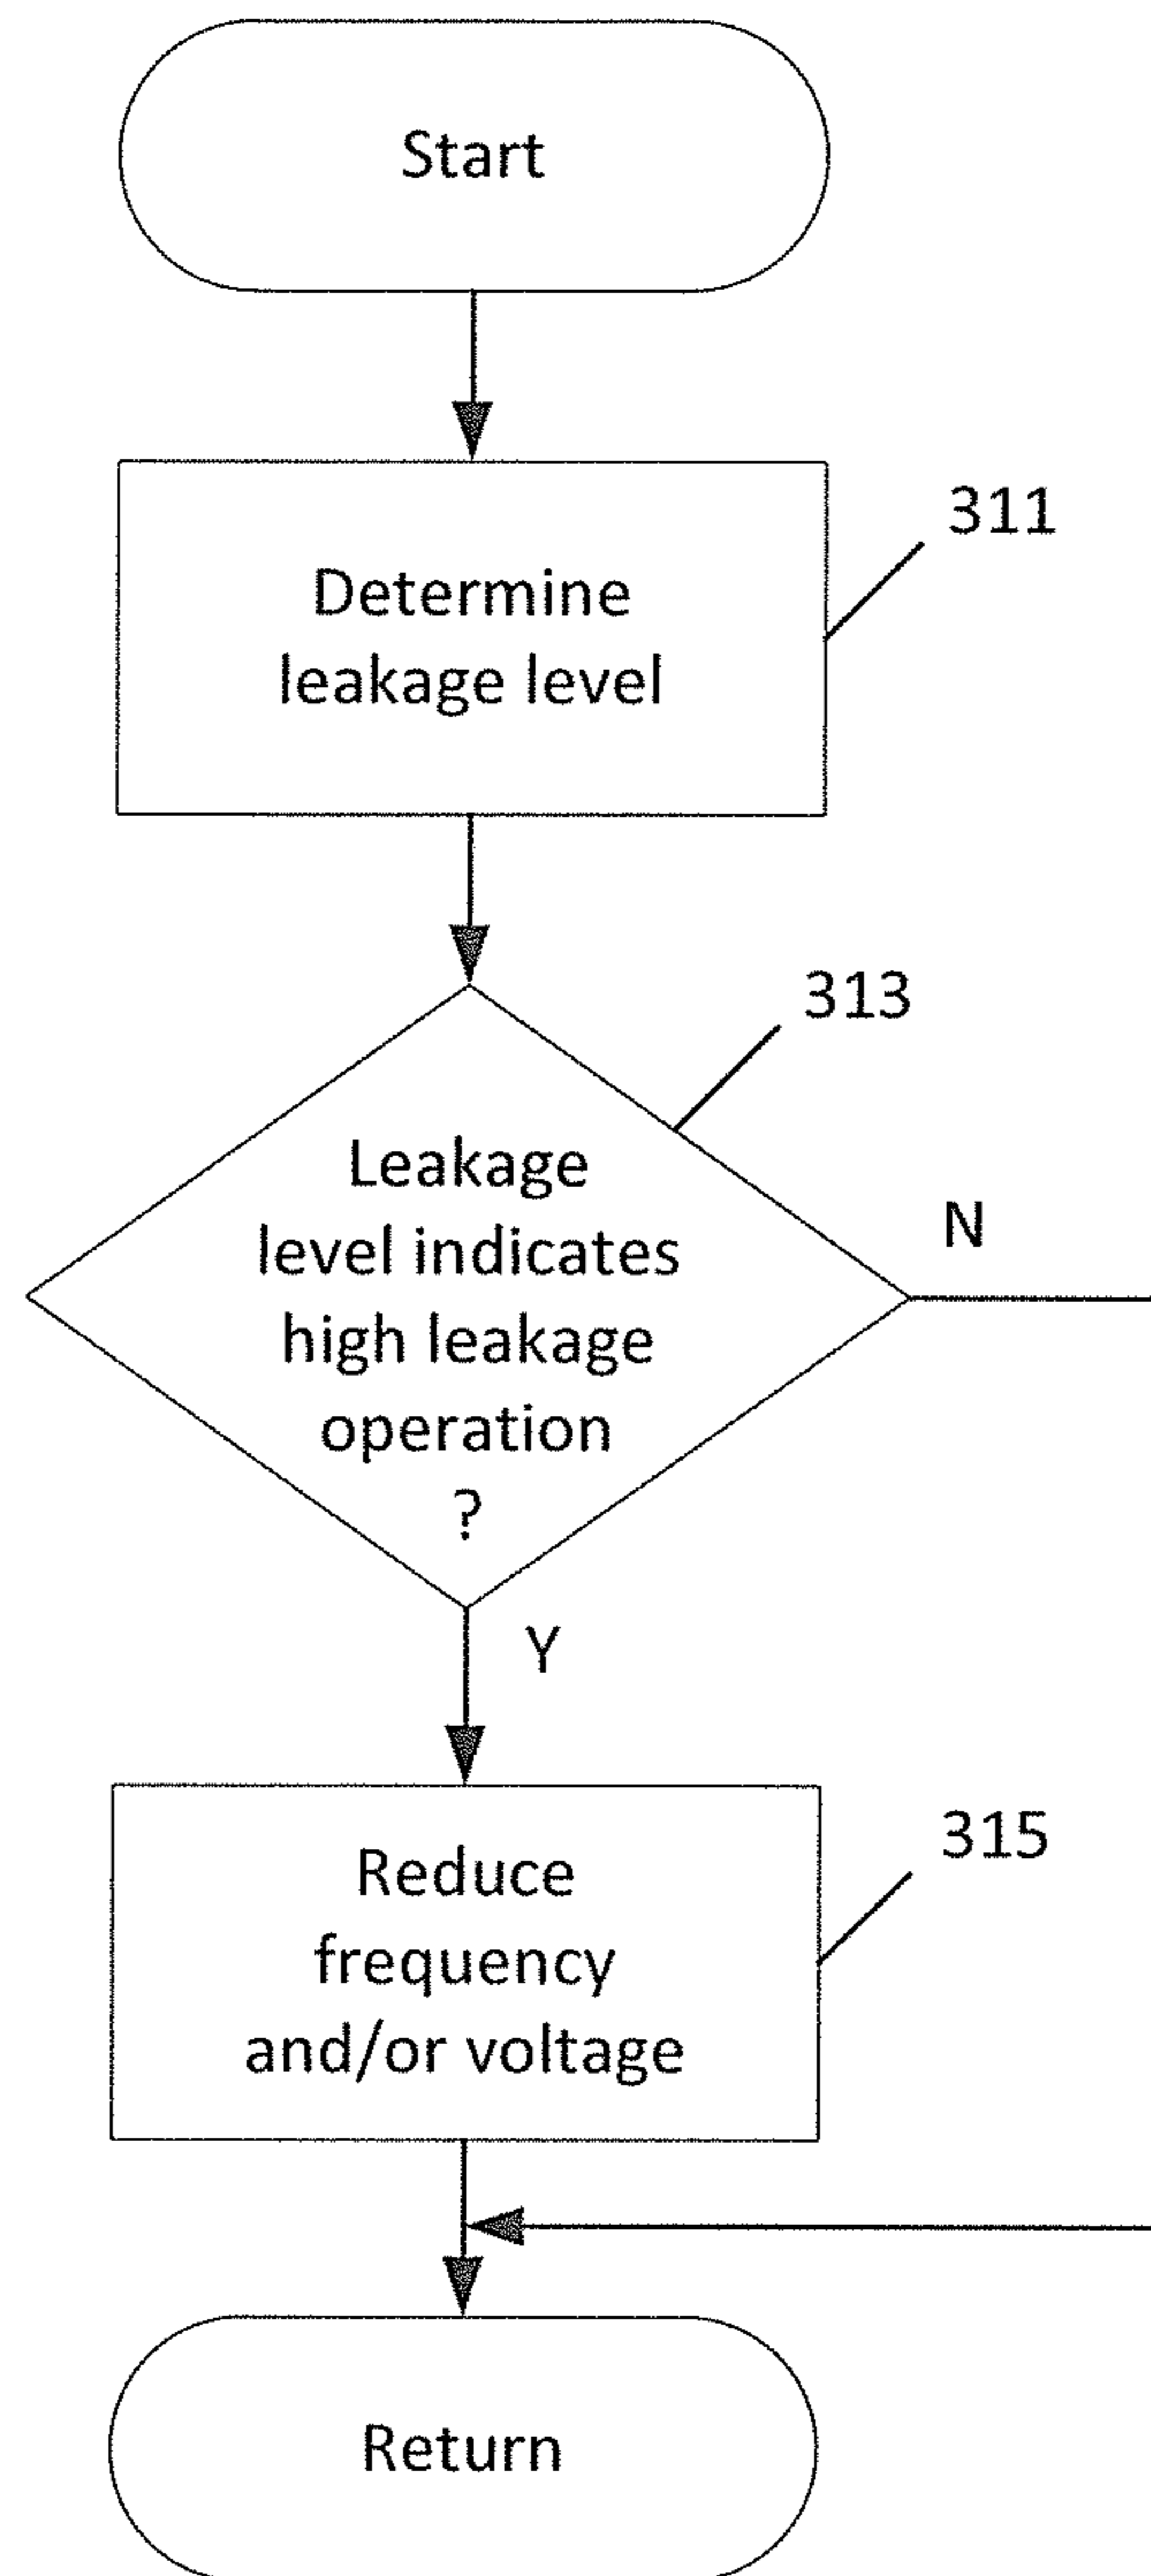 Start
311
Determine
leakage level
313
Leakage
level indicates
high leakage
operation
?
N
Y
315
Reduce
frequency
and/or voltage
Return